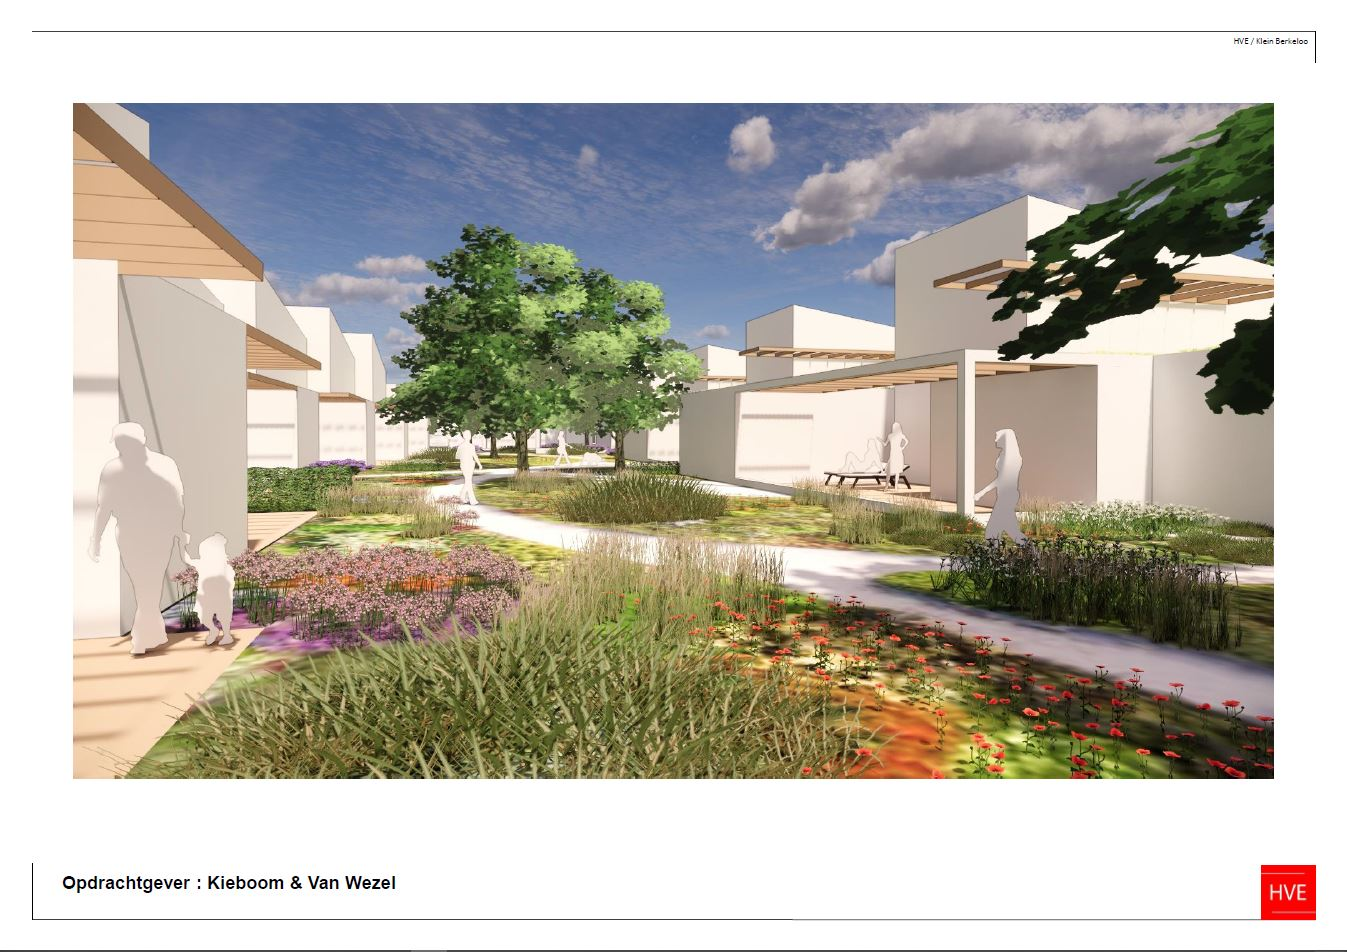 HVE / Klein Berkeloo
Opdrachtgever : Kieboom & Van Wezel
HVE